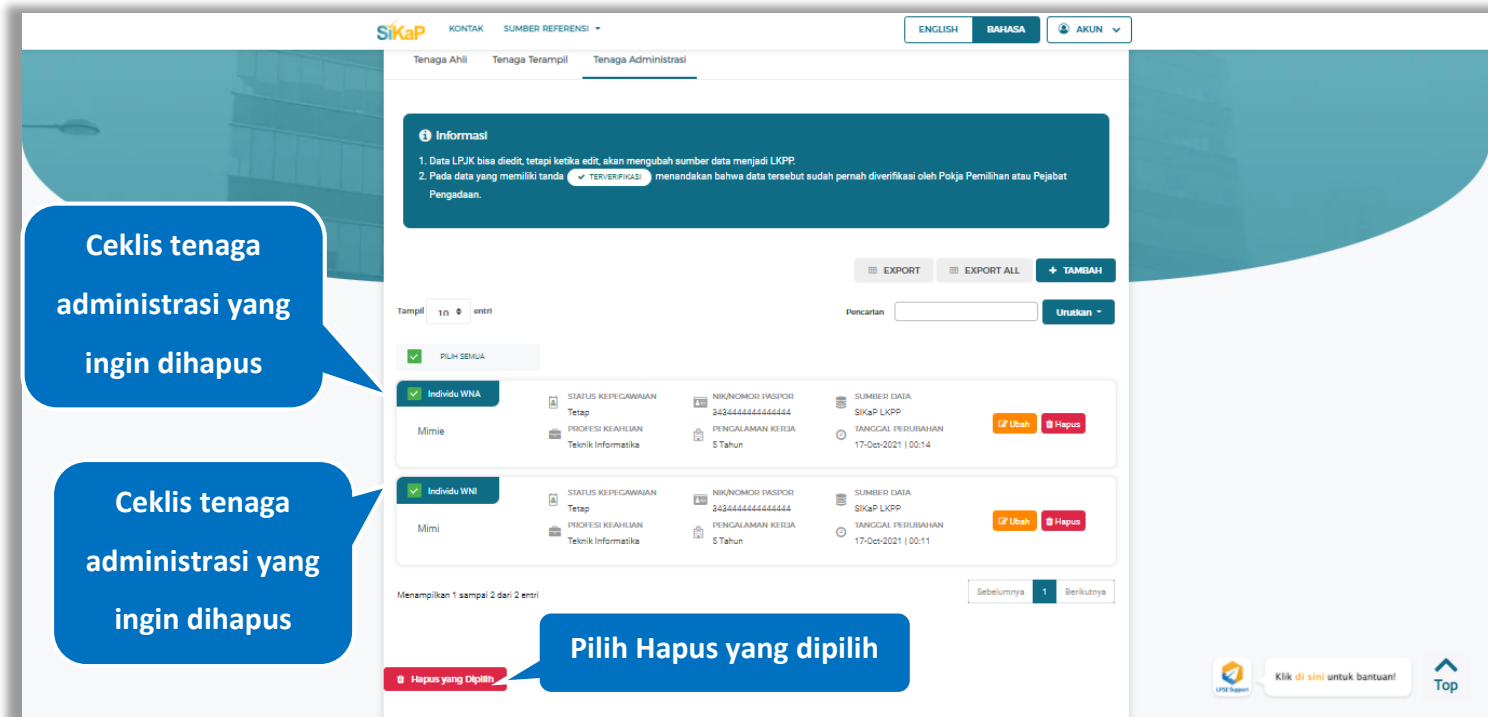 SiKaP KONTAK SUMBER REFERENSI ENGLISH BAHASA AKUN
Tenaga Ahli Tenaga Terampil Tenaga Administrasi
Informasi
1. Data LPJK bisa diedit, tetapi ketika edit, akan mengubah sumber data menjadi LKPP.
2. Pada data yang memiliki tanda TERVERIFIKASI menandakan bahwa data tersebut sudah pernah diverifikasi oleh Pokja Pemilihan atau Pejabat
Pengadaan.
Ceklis tenaga
administrasi yang
ingin dihapus
EXPORT EXPORT ALL + TAMBAH
Tampil 10 entri Pencarian Urutkan
PILIH SEMUA
Individu WNA
Mimie
STATUS KEPEGAWAIAN
Tetap
PROFESI KEAHLIAN
Teknik Informatika
NIK/NOMOR PASPOR
3434444444444444
PENGALAMAN KERJA
5 Tahun
SUMBER DATA
SIKaP LKPP
TANGGAL PERUBAHAN
17-Oct-2021 | 00:14
Ubah Hapus
Ceklis tenaga
administrasi yang
ingin dihapus
Individu WNI
Mimi
STATUS KEPEGAWAIAN
Tetap
PROFESI KEAHLIAN
Teknik Informatika
NIK/NOMOR PASPOR
3434444444444444
PENGALAMAN KERJA
5 Tahun
SUMBER DATA
SIKaP LKPP
TANGGAL PERUBAHAN
17-Oct-2021 | 00:11
Ubah Hapus
Menampilkan 1 sampai 2 dari 2 entri Sebelumnya 1 Berikutnya
Pilih Hapus yang dipilih
Hapus yang Dipilih
LPSE Support Klik di sini untuk bantuan! Top